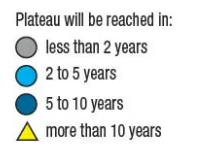 Plateau will be reached in:
less than 2 years
2 to 5 years
5 to 10 years
more than 10 years